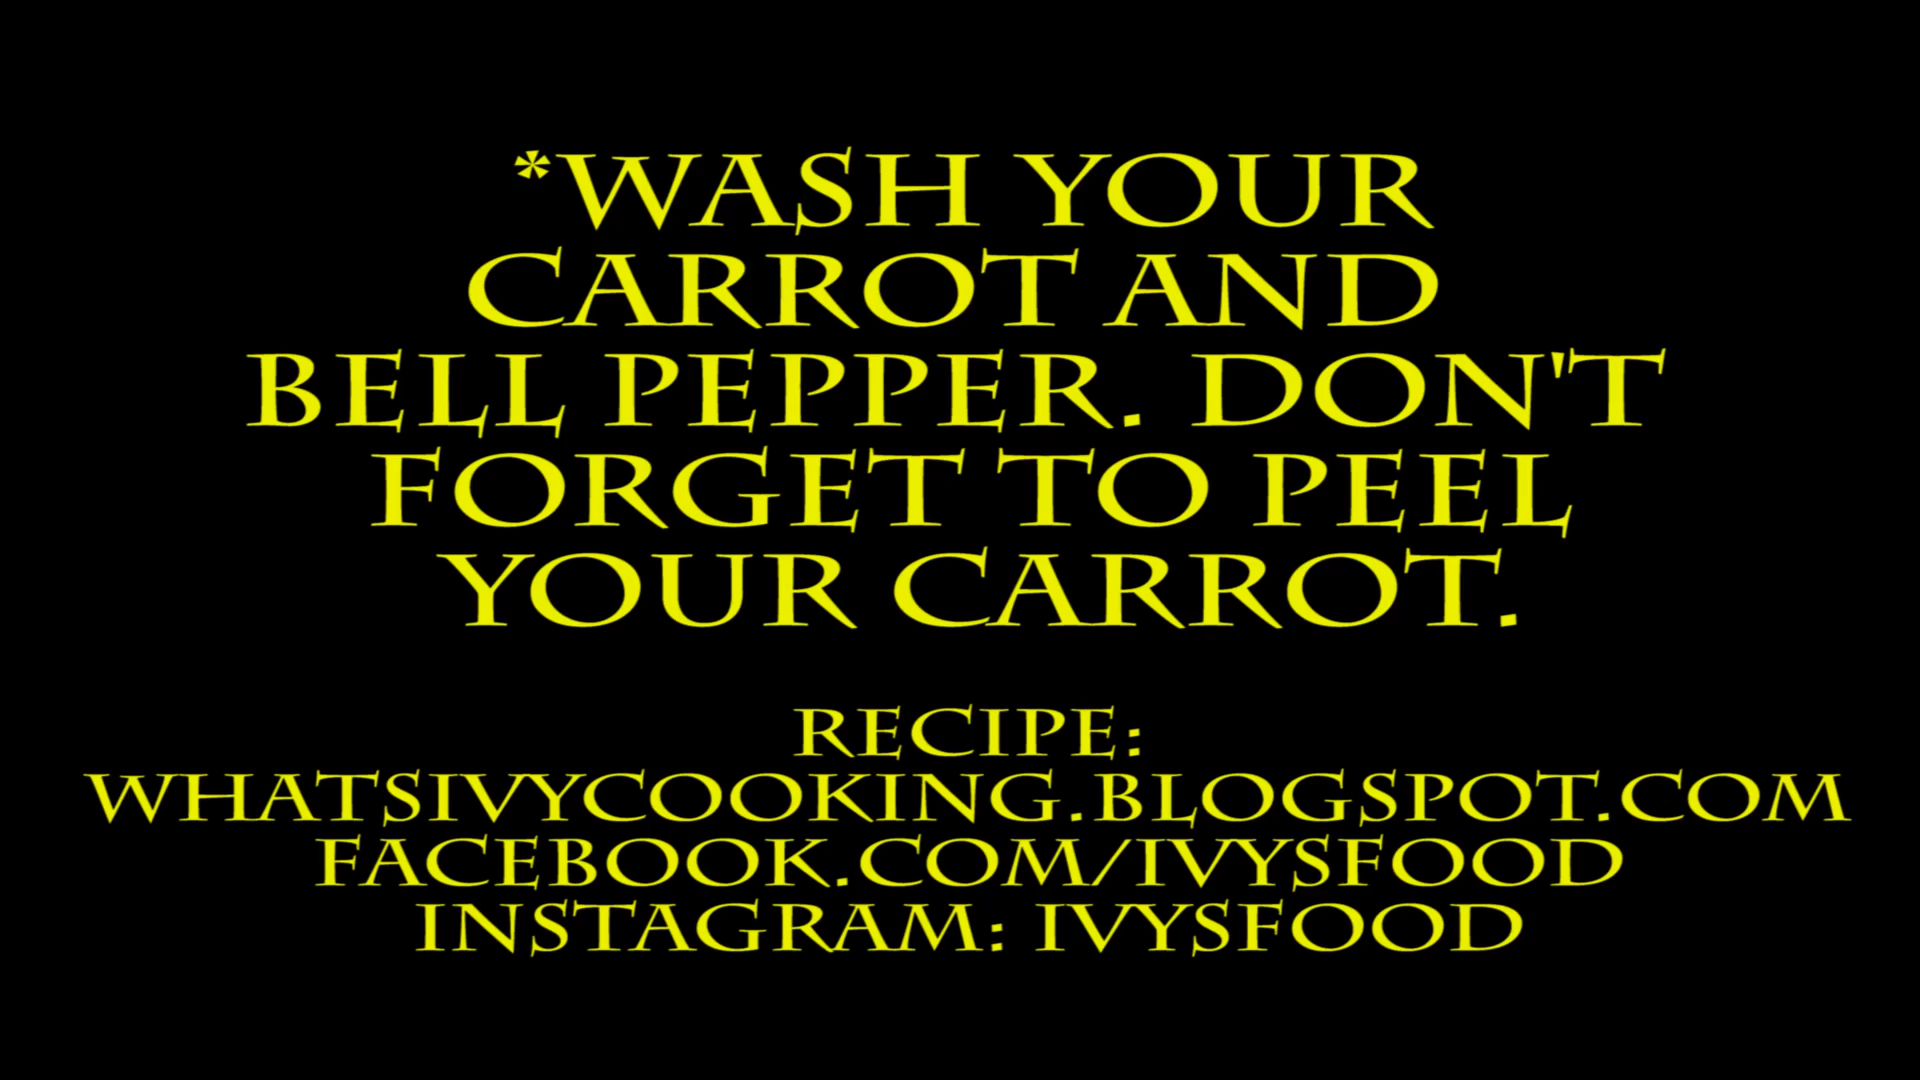 *WASH YOUR
CARROT AND
BELL PEPPER. DON'T
FORGET TO PEEL
YOUR CARROT.
RECIPE:
WHATSIVYCOOKING.BLOGSPOT.COM
FACEBOOK.COM/IVYSFOOD
INSTAGRAM: IVYSFOOD